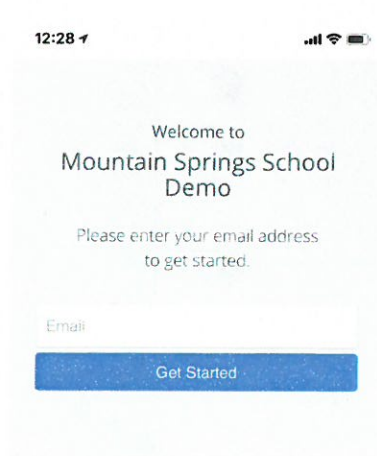 12:28
Welcome to
Mountain Springs School
Demo
Please enter your email address
to get started.
Email
Get Started